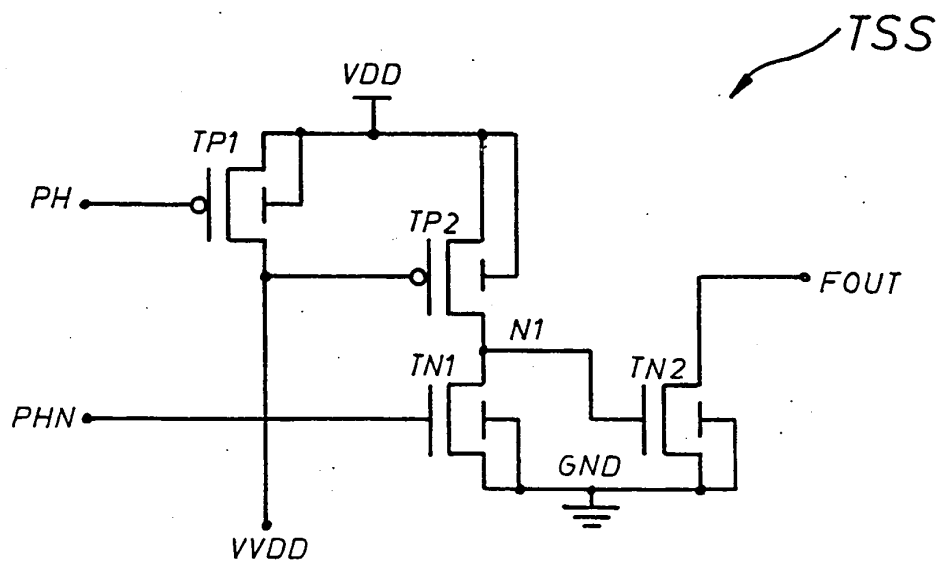 TSS
VDD
TP1
PH
TP2
FOUT
N1
TN1
TN2
PHN
GND
VVDD